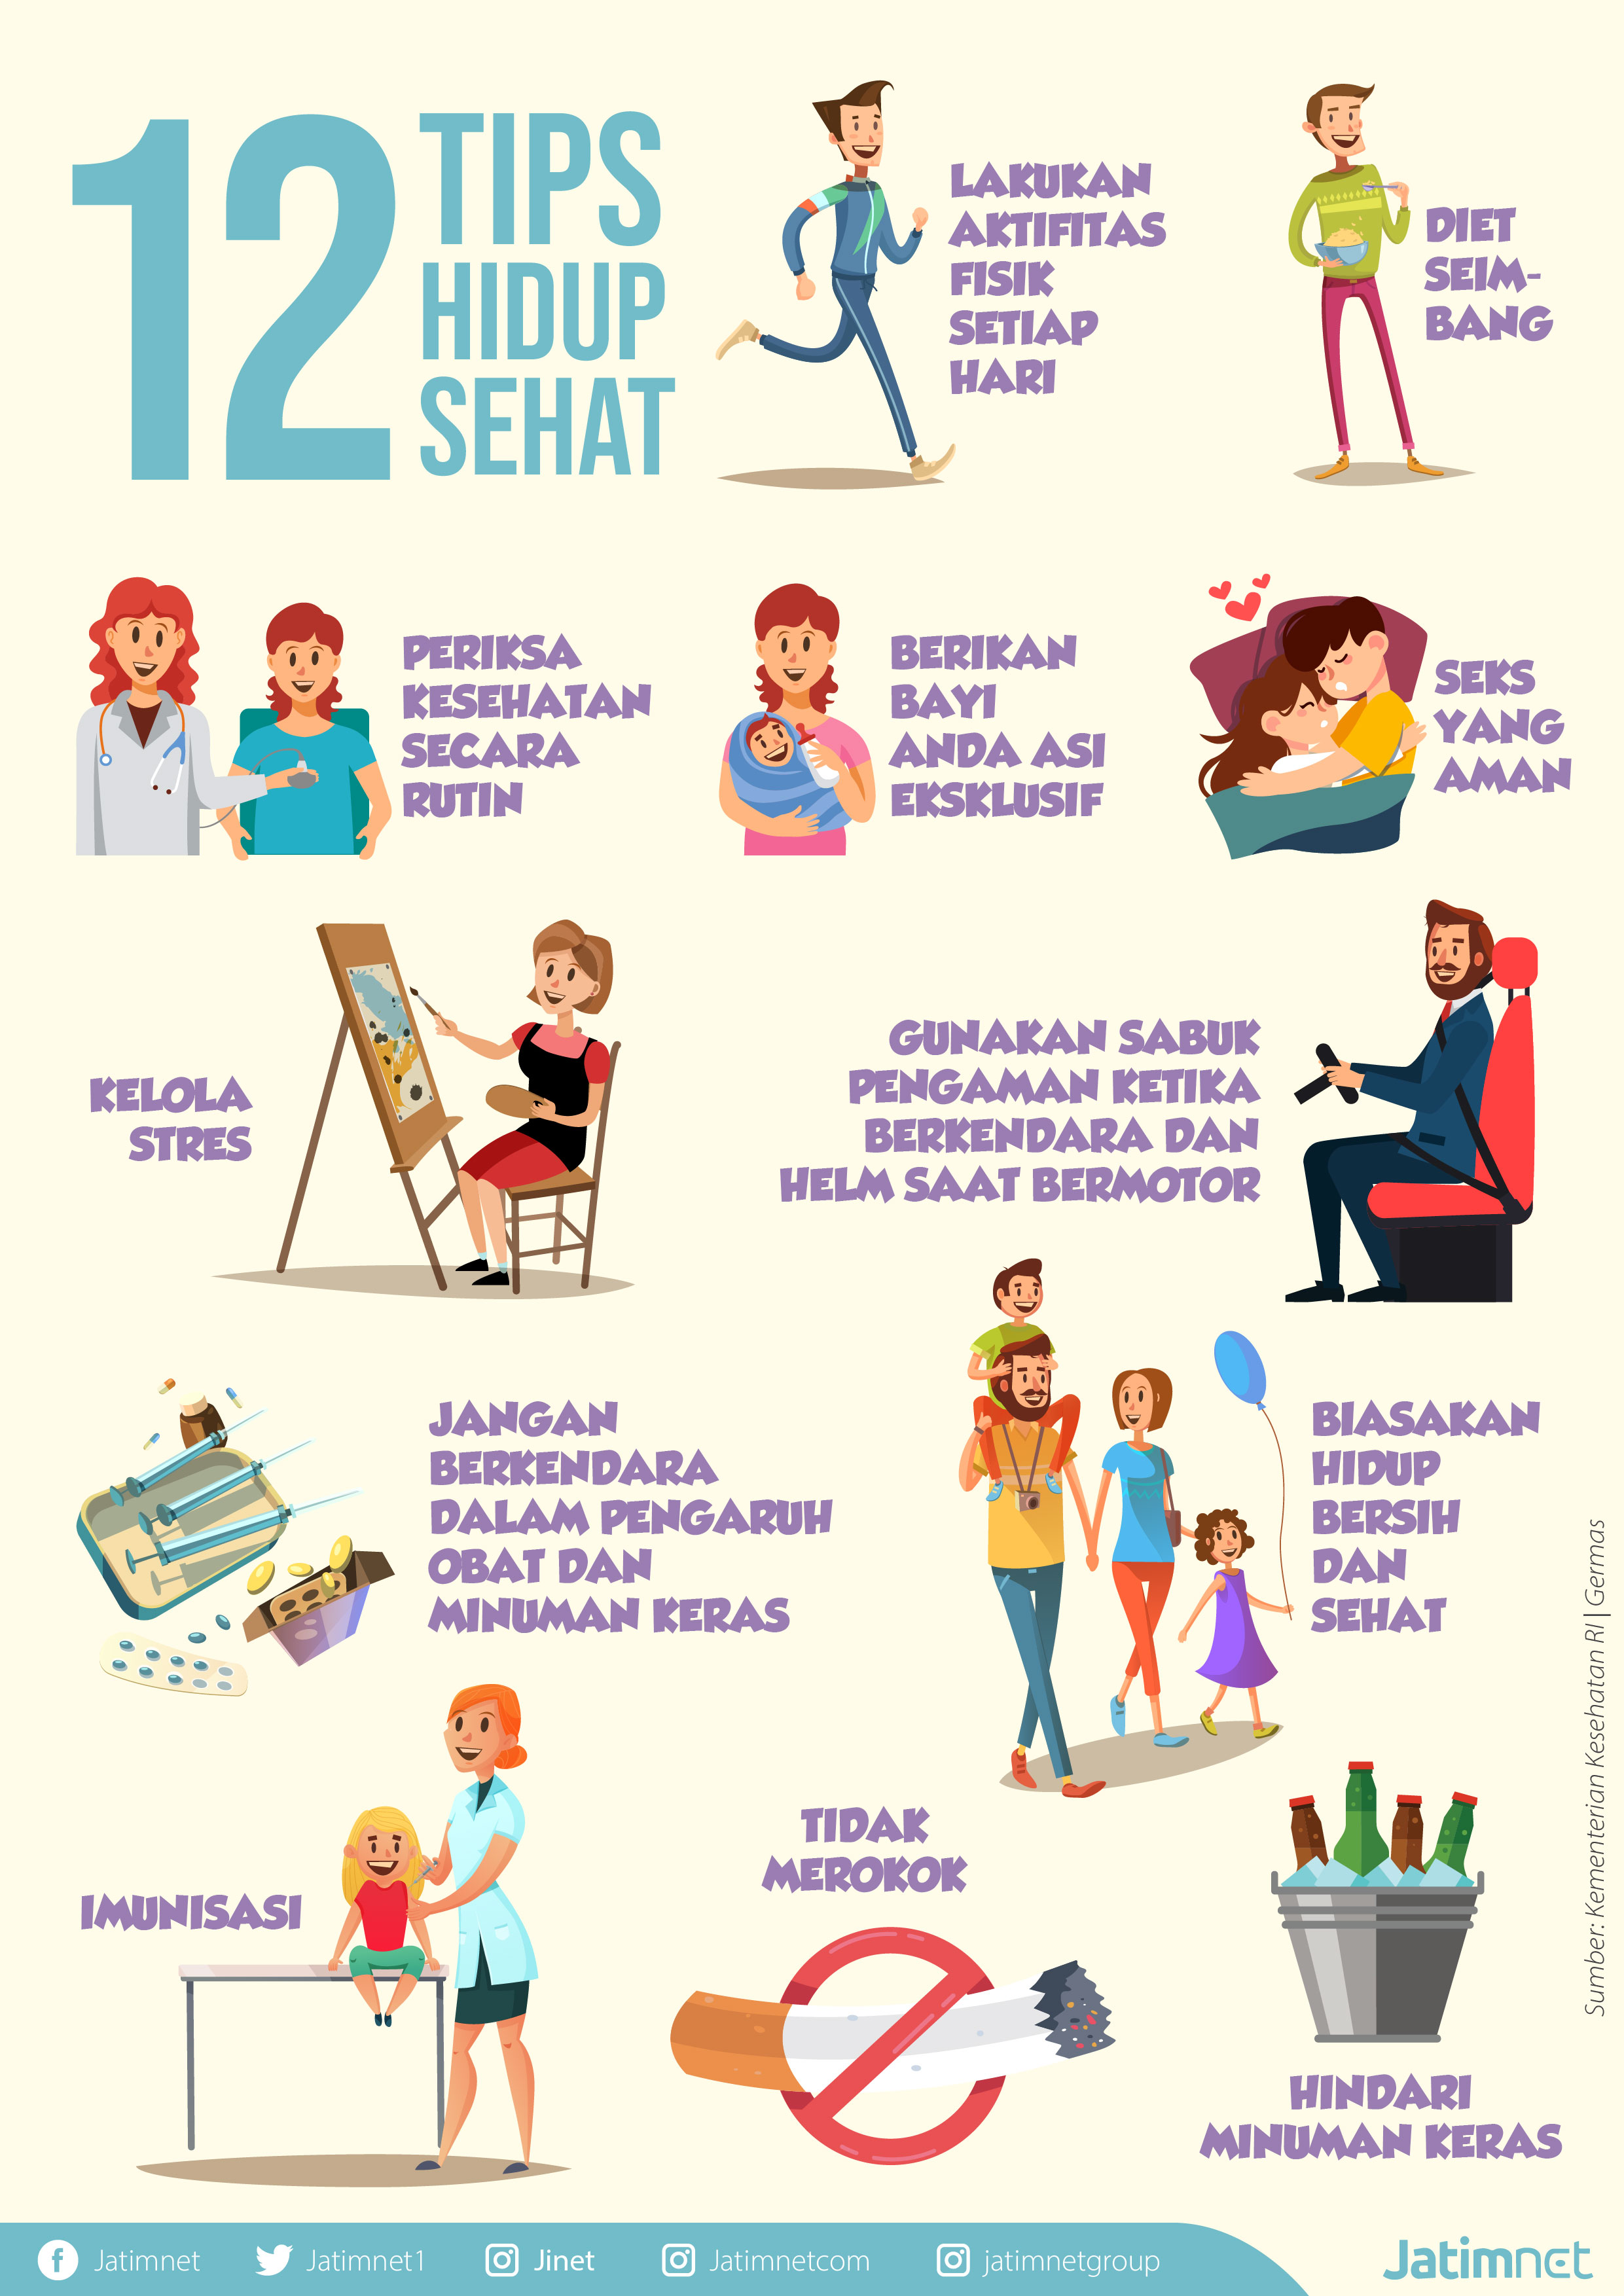 12
TIPS
HIDUP
SEHAT
LAKUKAN
AKTIFITAS
FISIK
SETIAP
HARI
DIET
SEIM-
BANG
PERIKSA
KESEHATAN
SECARA
RUTIN
BERIKAN
BAYI
ANDA ASI
EKSKLUSIF
SEKS
YANG
AMAN
KELOLA
STRES
GUNAKAN SABUK
PENGAMAN KETIKA
BERKENDARA DAN
HELM SAAT BERMOTOR
JANGAN
BERKENDARA
DALAM PENGARUH
OBAT DAN
MINUMAN KERAS
BIASAKAN
HIDUP
BERSIH
DAN
SEHAT
IMUNISASI
TIDAK
MEROKOK
HINDARI
MINUMAN KERAS
Sumber: Kementerian Kesehatan RI | Germas
Jatimnet
Jatimnet1
Jinet
Jatimnetcom
jatimnetgroup
Jatimnet